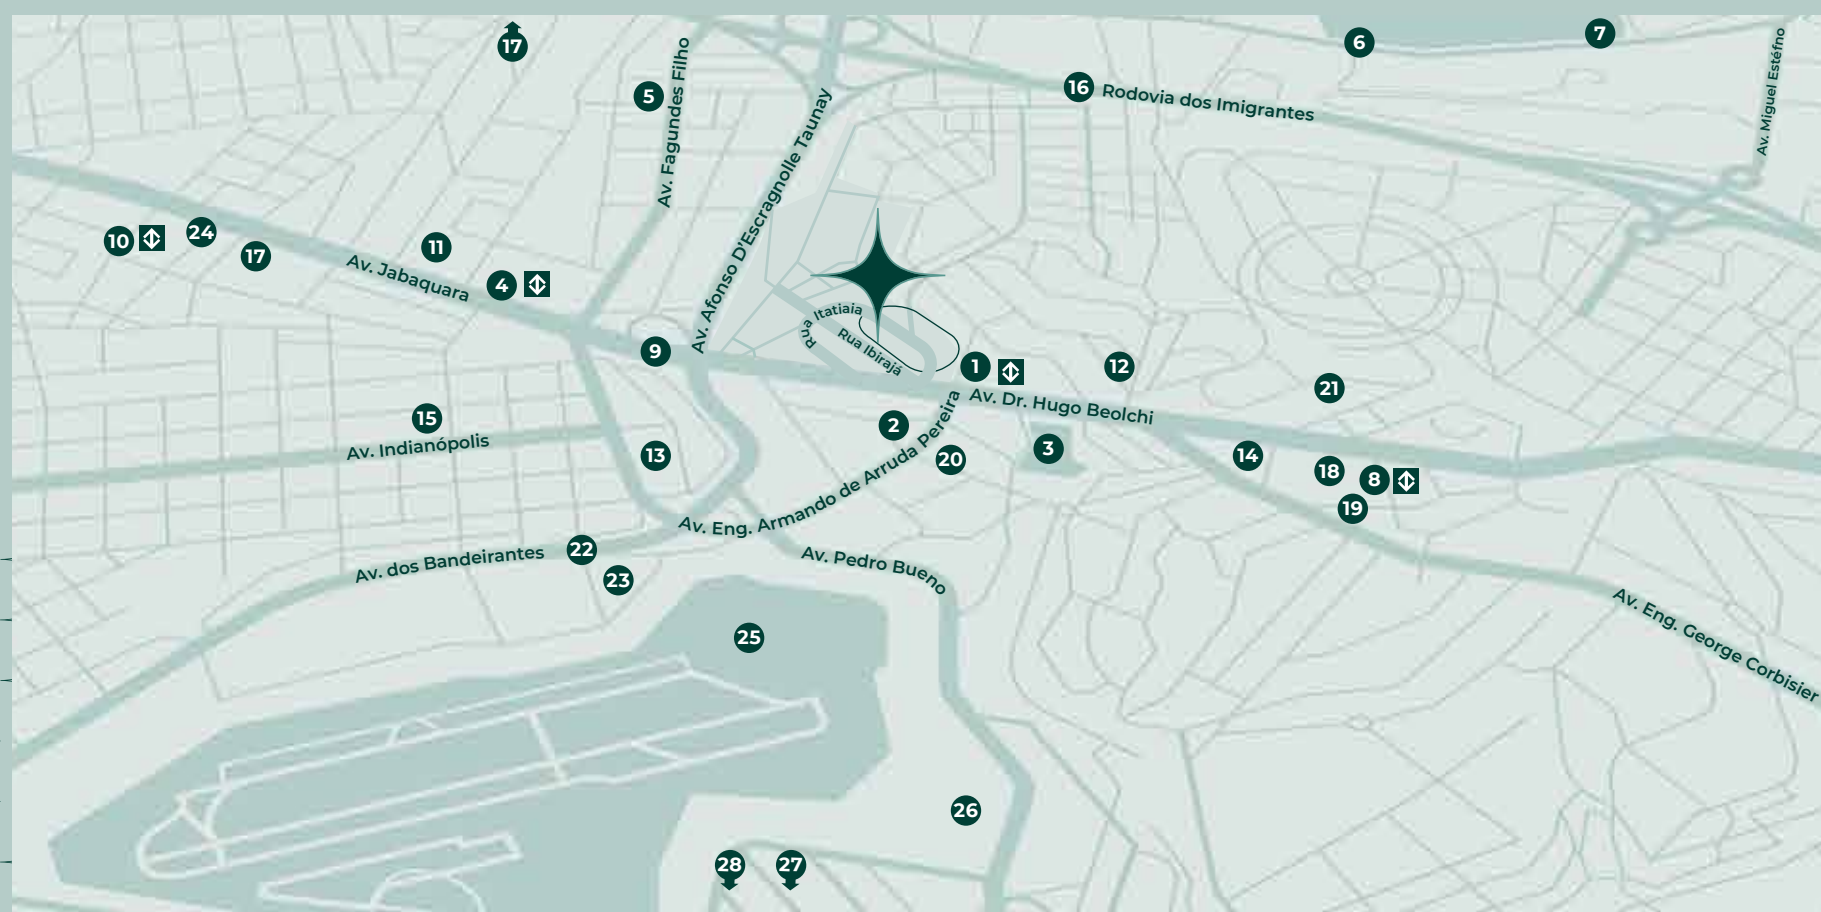 17
6
7
5
Av. Fagundes Filho
16
Rodovia dos Imigrantes
Av. Miguel Estéfno
Av. Afonso D'Escragnolle Taunay
10
24
17
11
4
Av. Jabaquara
Rua Itatiaia
Rua Ibirajá
9
1
12
Av. Dr. Hugo Beolchi
21
15
Av. Indianópolis
2
20
3
13
14
18
8
19
Av. Eng. Armando de Arruda Pereira
22
Av. dos Bandeirantes
23
Av. Pedro Bueno
Av. Eng. George Corbisier
25
26
28
27